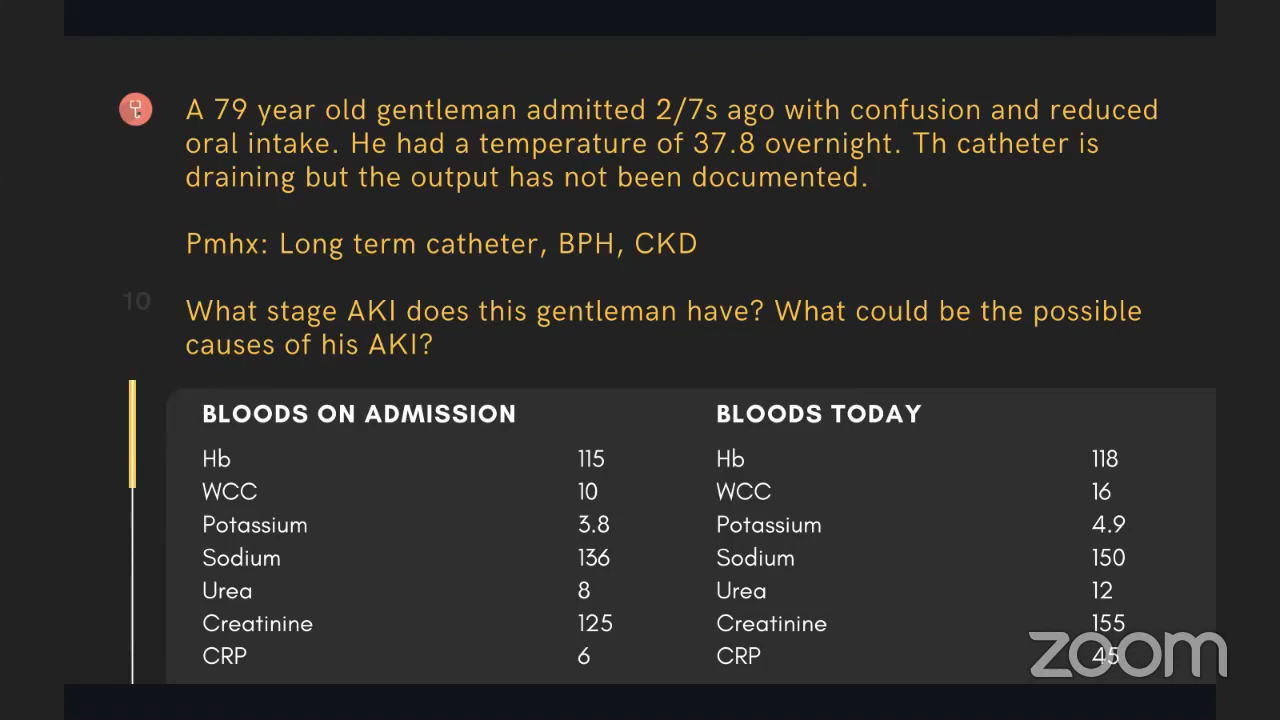 A 79 year old gentleman admitted 2/7s ago with confusion and reduced
oral intake. He had a temperature of 37.8 overnight. Th catheter is
draining but the output has not been documented.
Pmhx: Long term catheter, BPH, CKD
10
What stage AKI does this gentleman have? What could be the possible
causes of his AKI?
BLOODS ON ADMISSION
Hb 115
WCC 10
Potassium 3.8
Sodium 136
Urea 8
Creatinine 125
CRP 6
BLOODS TODAY
Hb 118
WCC 16
Potassium 4.9
Sodium 150
Urea 12
Creatinine 155
CRP 45
zoom